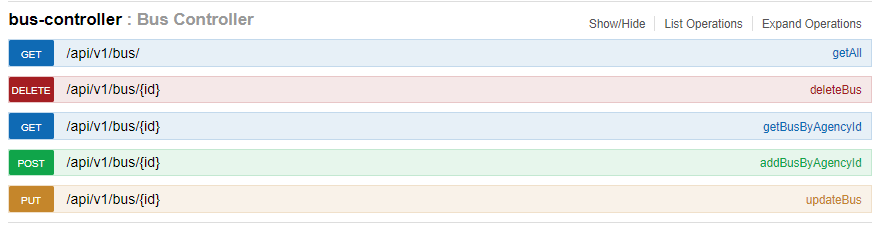 bus-controller : Bus Controller
Show/Hide List Operations Expand Operations
GET /api/v1/bus/ getAll
DELETE /api/v1/bus/{id} deleteBus
GET /api/v1/bus/{id} getBusByAgencyId
POST /api/v1/bus/{id} addBusByAgencyId
PUT /api/v1/bus/{id} updateBus